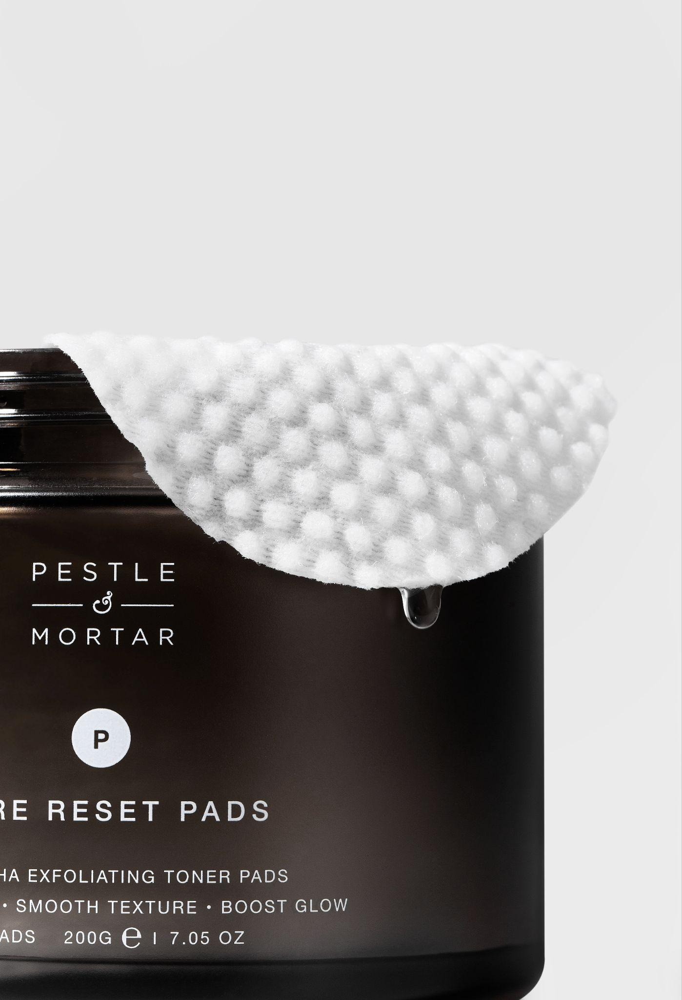 PESTLE
&
MORTAR
P
RE RESET PADS
HA EXFOLIATING TONER PADS
• SMOOTH TEXTURE • BOOST GLOW
ADS 200G ℮ | 7.05 OZ